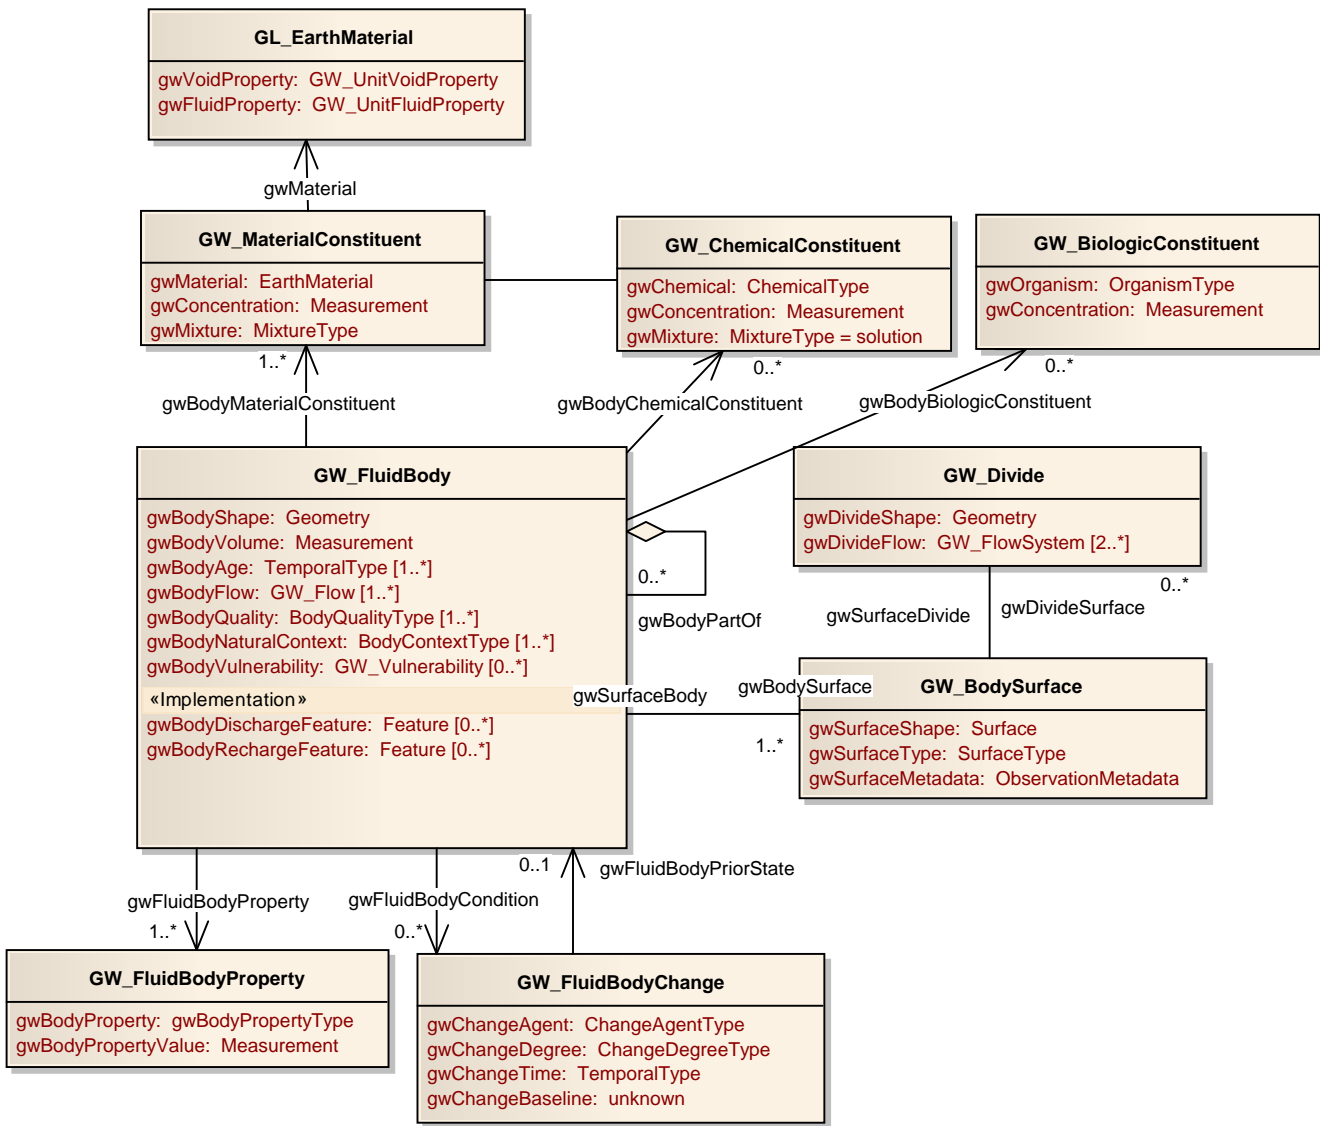 GL_EarthMaterial
gwVoidProperty: GW_UnitVoidProperty
gwFluidProperty: GW_UnitFluidProperty
gwMaterial
GW_MaterialConstituent
gwMaterial: EarthMaterial
gwConcentration: Measurement
gwMixture: MixtureType
GW_ChemicalConstituent
gwChemical: ChemicalType
gwConcentration: Measurement
gwMixture: MixtureType = solution
GW_BiologicConstituent
gwOrganism: OrganismType
gwConcentration: Measurement
1..*
0..*
0..*
gwBodyMaterialConstituent
gwBodyChemicalConstituent
gwBodyBiologicConstituent
GW_FluidBody
gwBodyShape: Geometry
gwBodyVolume: Measurement
gwBodyAge: TemporalType [1..*]
gwBodyFlow: GW_Flow [1..*]
gwBodyQuality: BodyQualityType [1..*]
gwBodyNaturalContext: BodyContextType [1..*]
gwBodyVulnerability: GW_Vulnerability [0..*]
«Implementation»
gwBodyDischargeFeature: Feature [0..*]
gwBodyRechargeFeature: Feature [0..*]
0..*
gwBodyPartOf
GW_Divide
gwDivideShape: Geometry
gwDivideFlow: GW_FlowSystem [2..*]
0..*
gwSurfaceDivide
gwDivideSurface
gwSurfaceBody
gwBodySurface
1..*
GW_BodySurface
gwSurfaceShape: Surface
gwSurfaceType: SurfaceType
gwSurfaceMetadata: ObservationMetadata
gwFluidBodyProperty
1..*
gwFluidBodyCondition
0..*
0..1
gwFluidBodyPriorState
GW_FluidBodyProperty
gwBodyProperty: gwBodyPropertyType
gwBodyPropertyValue: Measurement
GW_FluidBodyChange
gwChangeAgent: ChangeAgentType
gwChangeDegree: ChangeDegreeType
gwChangeTime: TemporalType
gwChangeBaseline: unknown